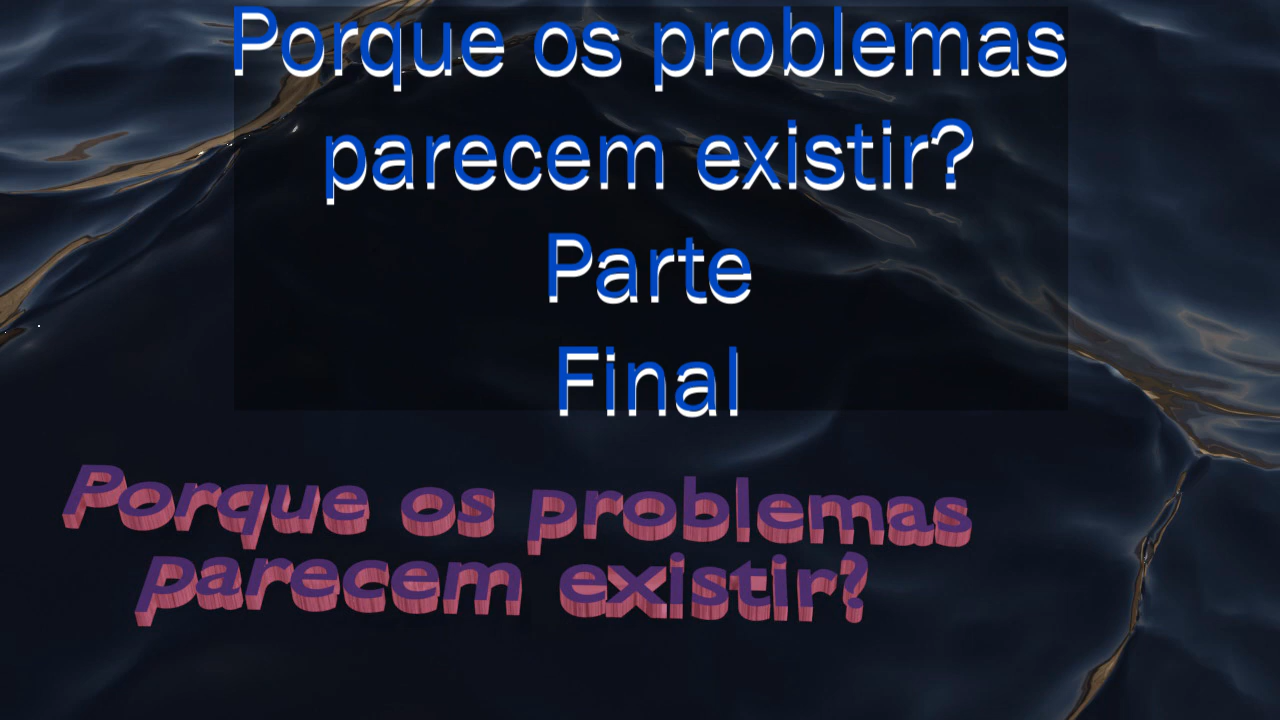 Porque os problemas
parecem existir?
Parte
Final
Porque os problemas
parecem existir?